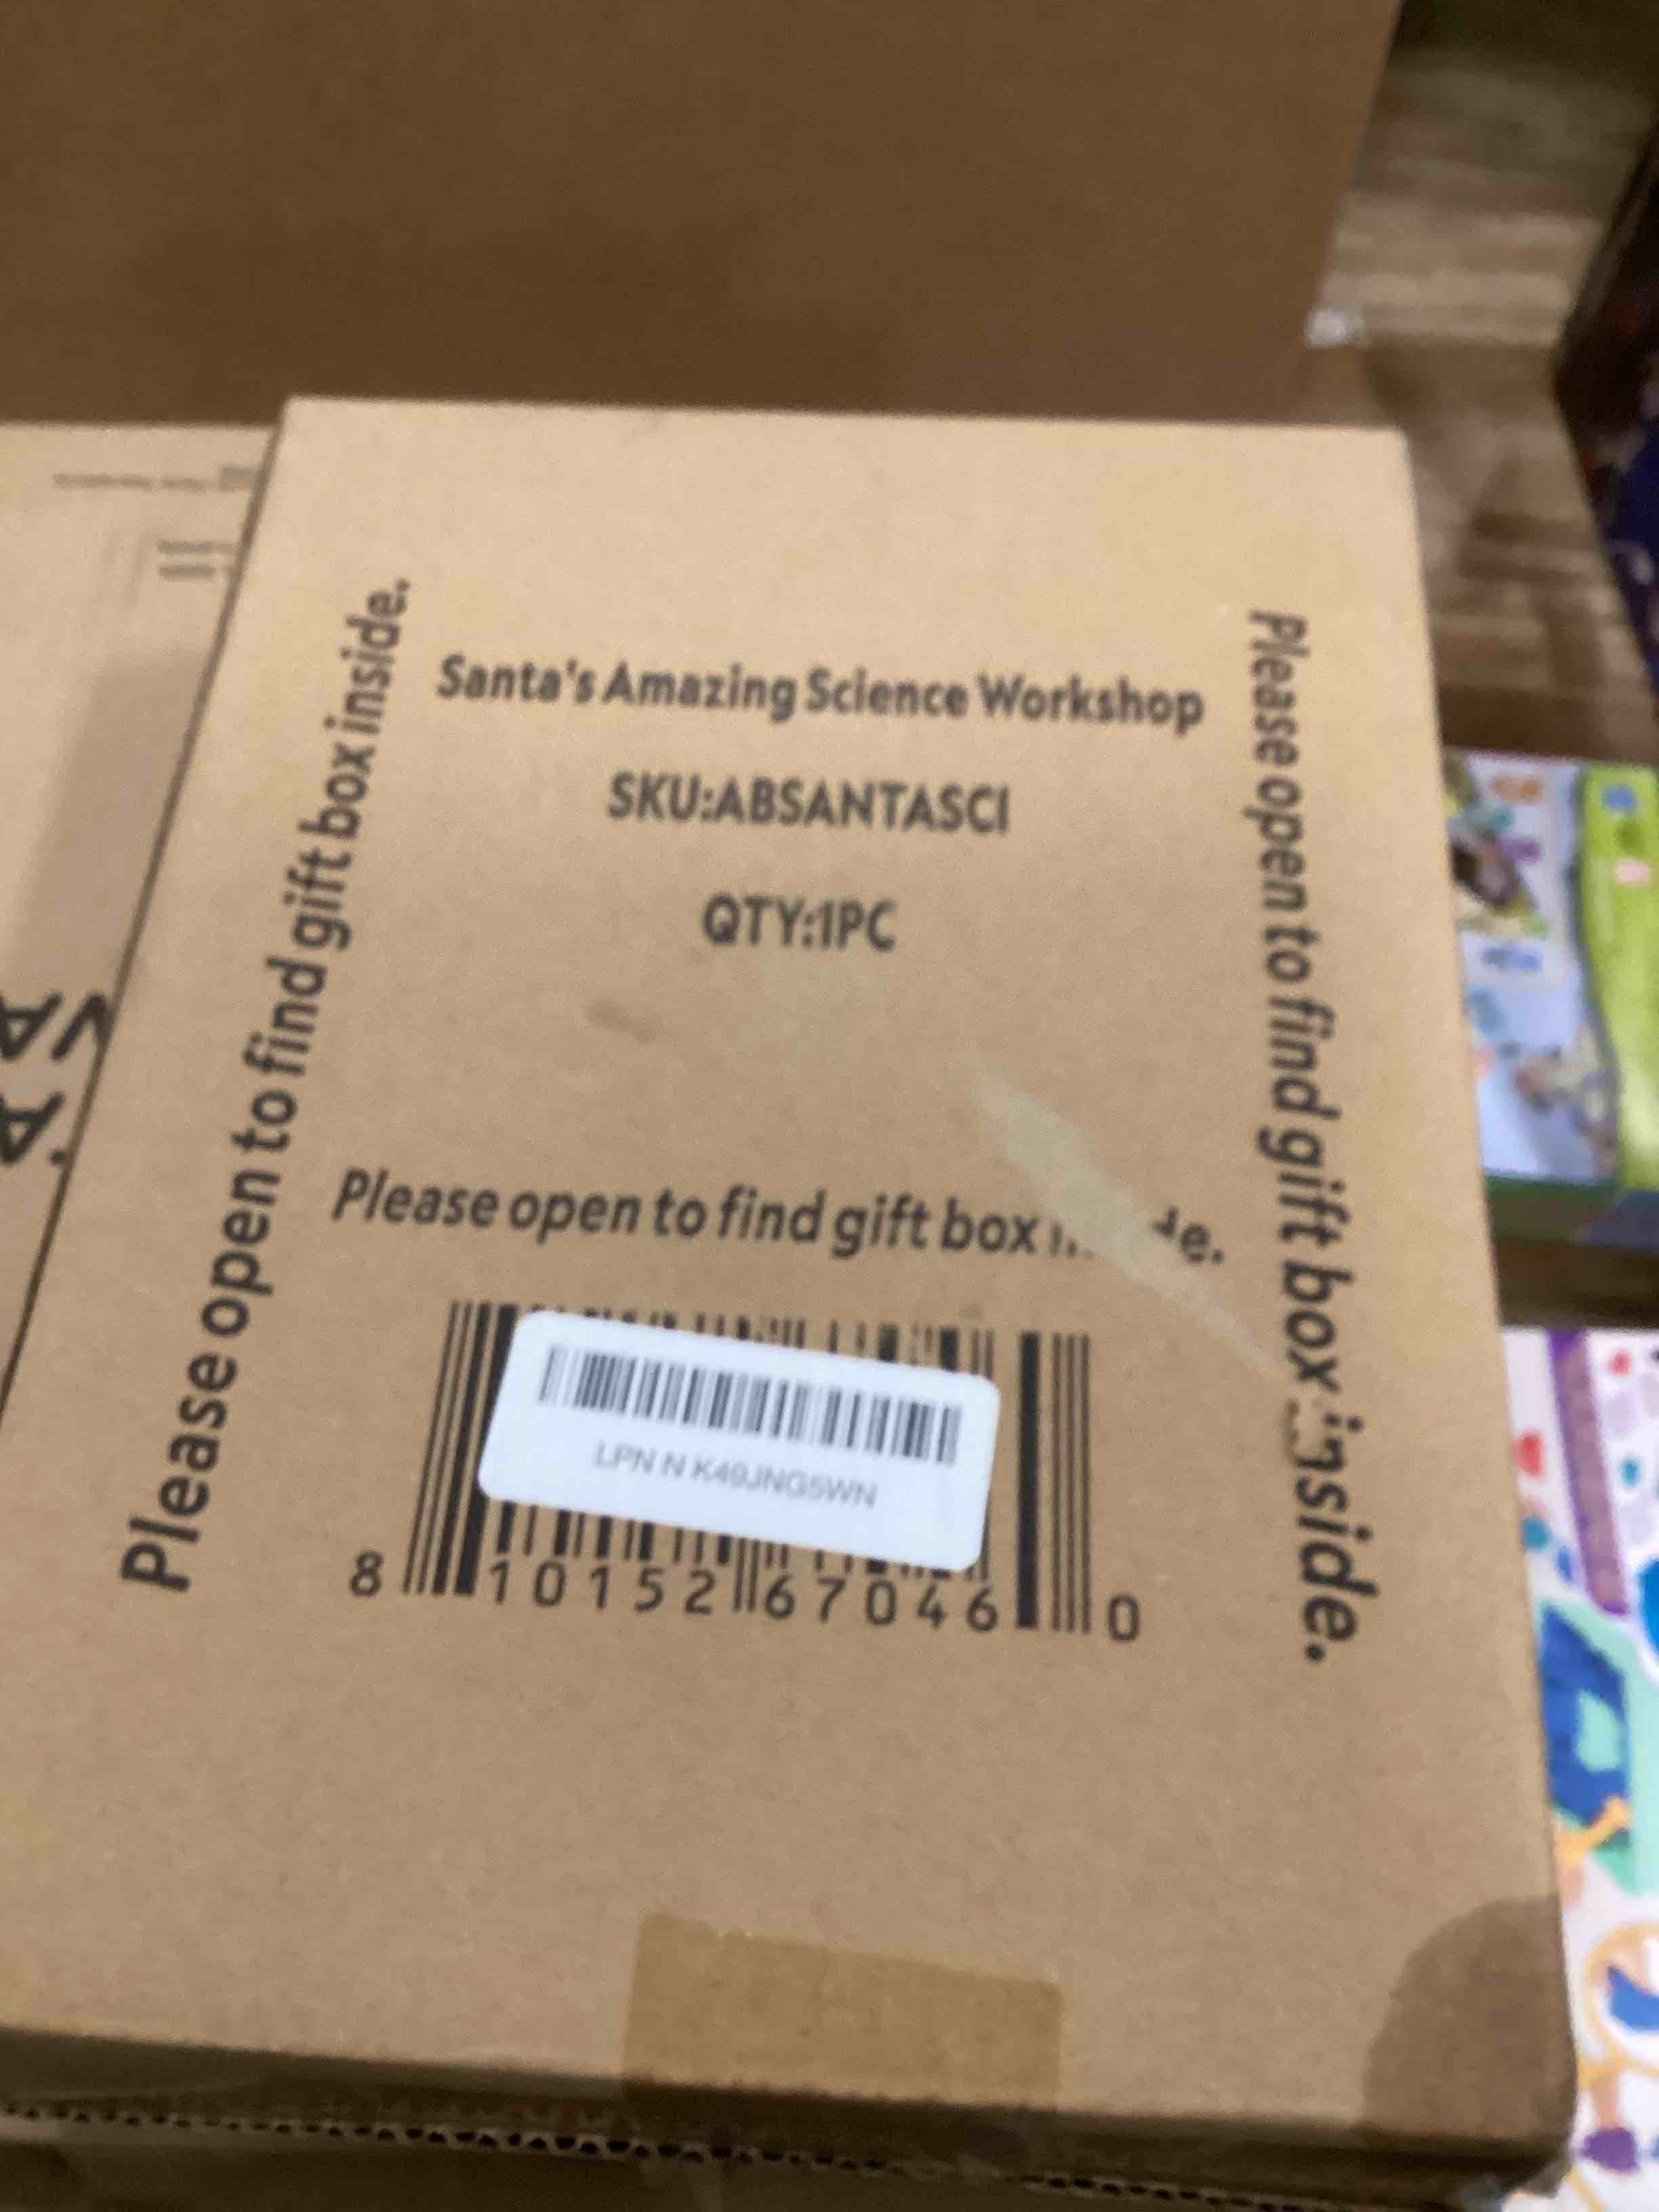 Please open to find gift box inside.
Santa's Amazing Science Workshop
SKU:ABSANTASCI
QTY:1PC
Please open to find gift box
LPN N K49JNG5WN
8 10152 67046 0
Please open to find gift box inside.